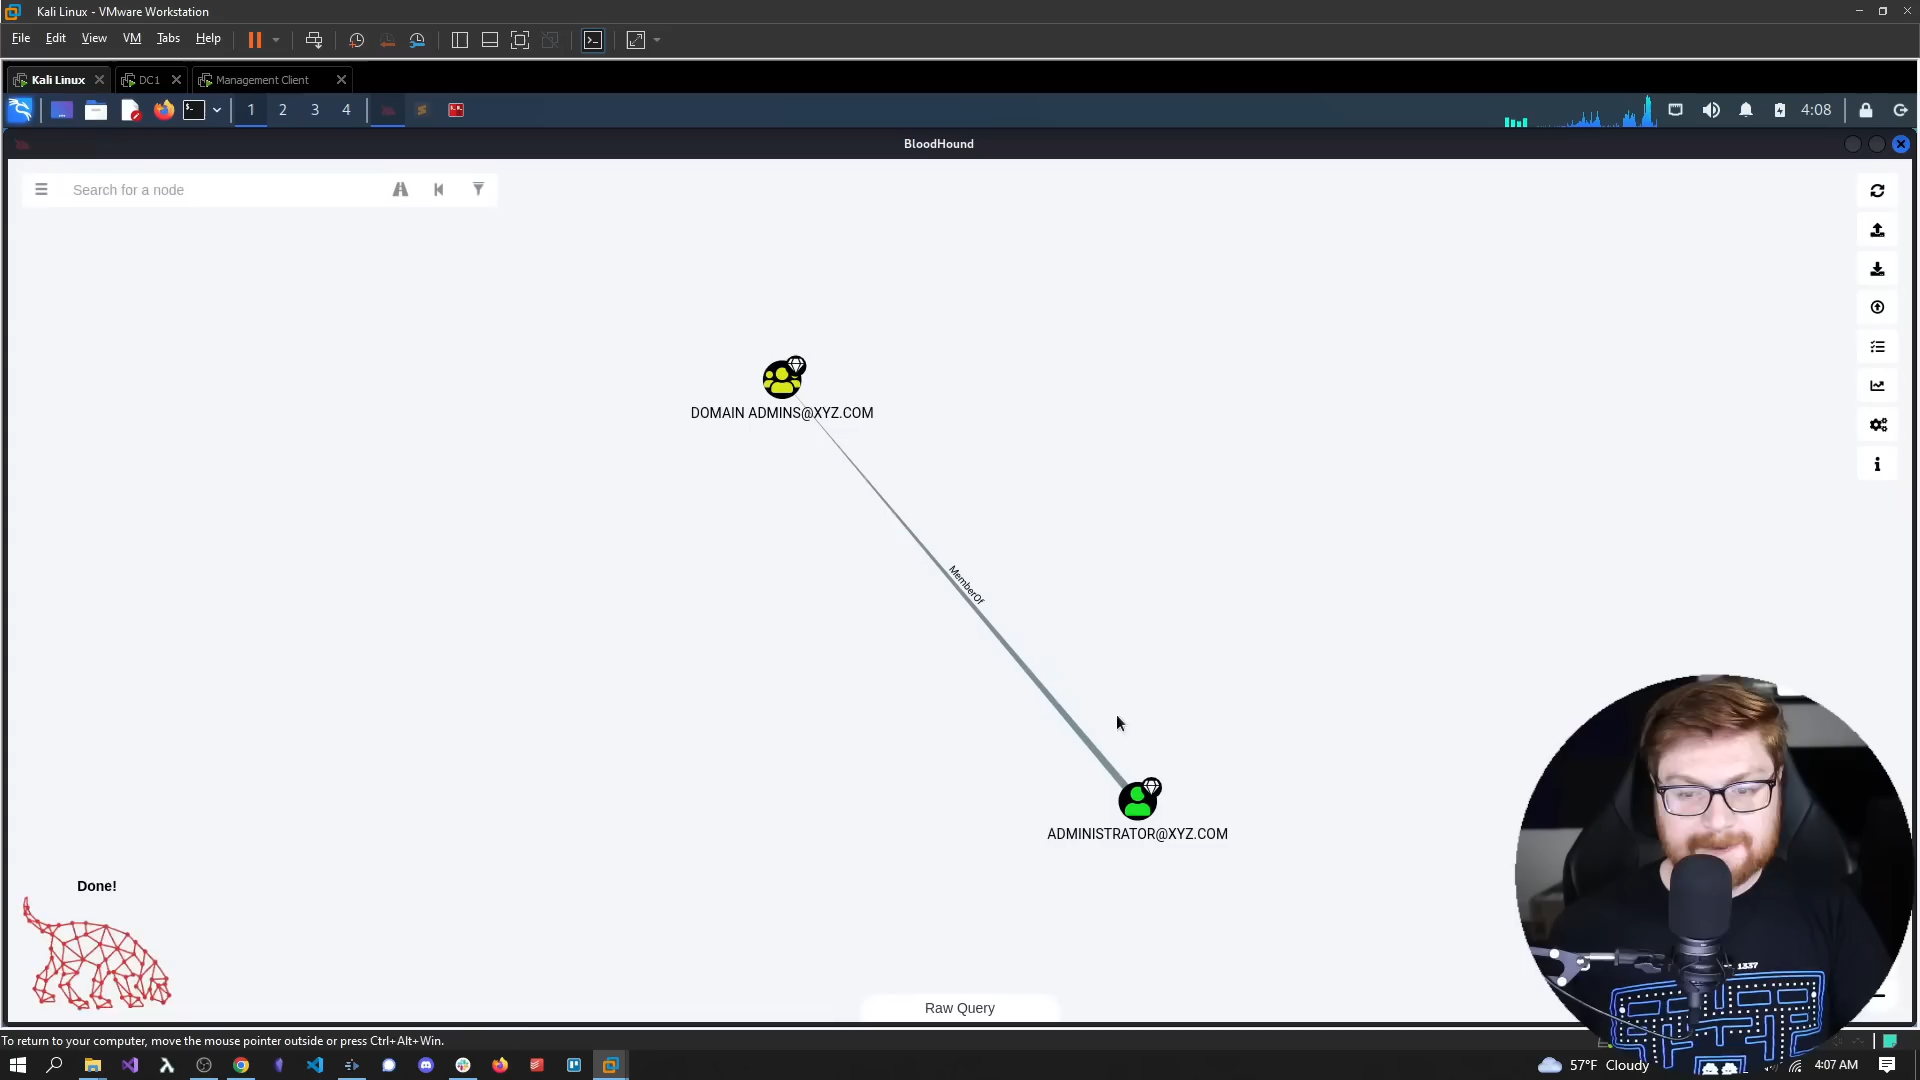 Kali Linux - VMware Workstation
File Edit View VM Tabs Help
Kali Linux DC1 Management Client
1 2 3 4 4:08
BloodHound
Search for a node
DOMAIN ADMINS@XYZ.COM
MemberOf
ADMINISTRATOR@XYZ.COM
Done!
1337
Raw Query
To return to your computer, move the mouse pointer outside or press Ctrl+Alt+Win.
57°F Cloudy 4:07 AM